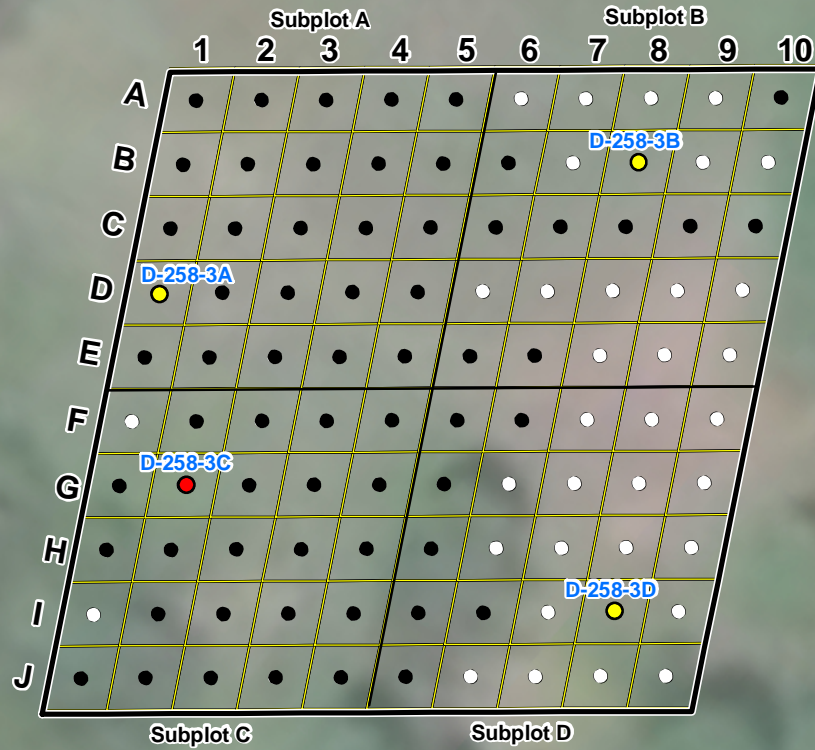 Subplot A Subplot B
1 2 3 4 5 6 7 8 9 10
A
B D-258-3B
C
D D-258-3A
E
F
G D-258-3C
H
I D-258-3D
J
Subplot C Subplot D